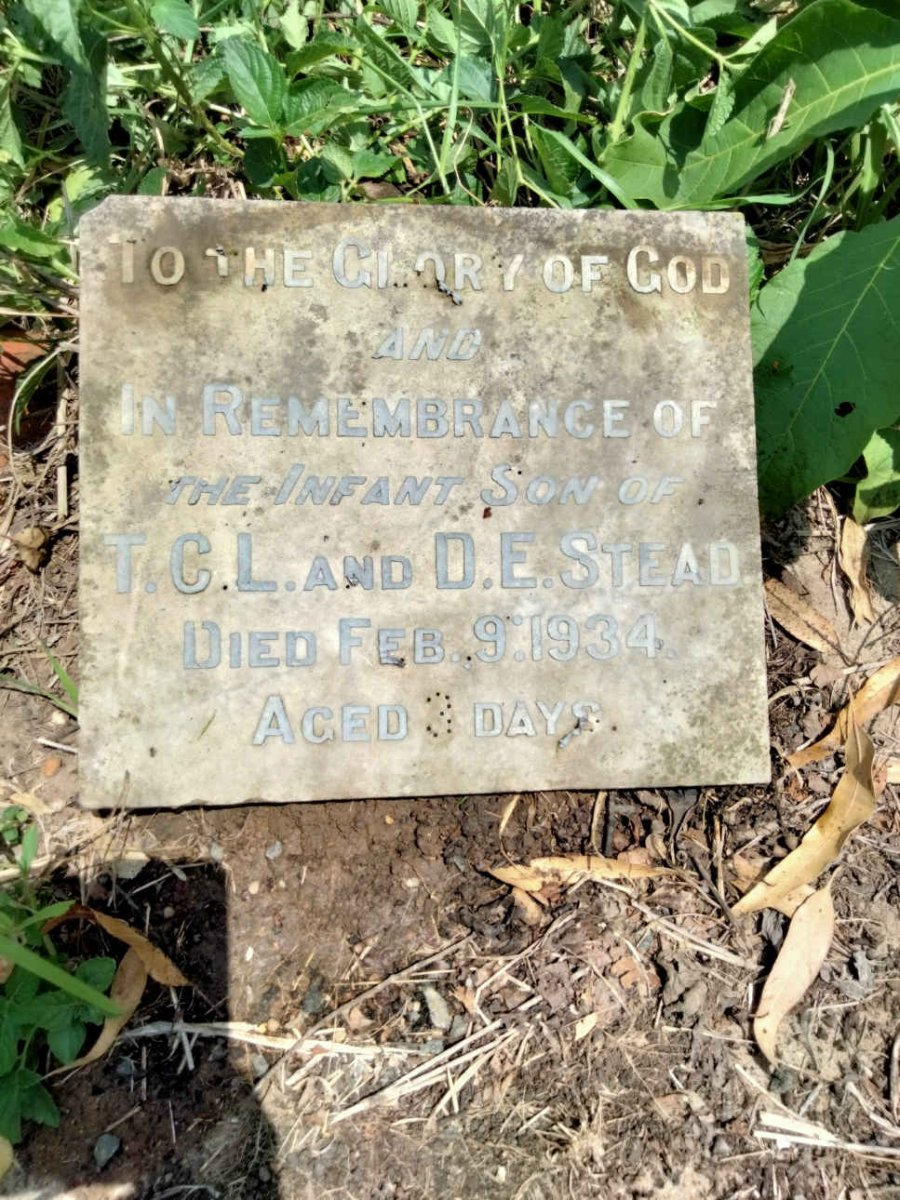 TO THE GLORY OF GOD
AND
IN REMEMBRANCE OF
THE INFANT SON OF
T.C.L. AND D.E. STEAD
DIED FEB. 9. 1934.
AGED 3 DAYS